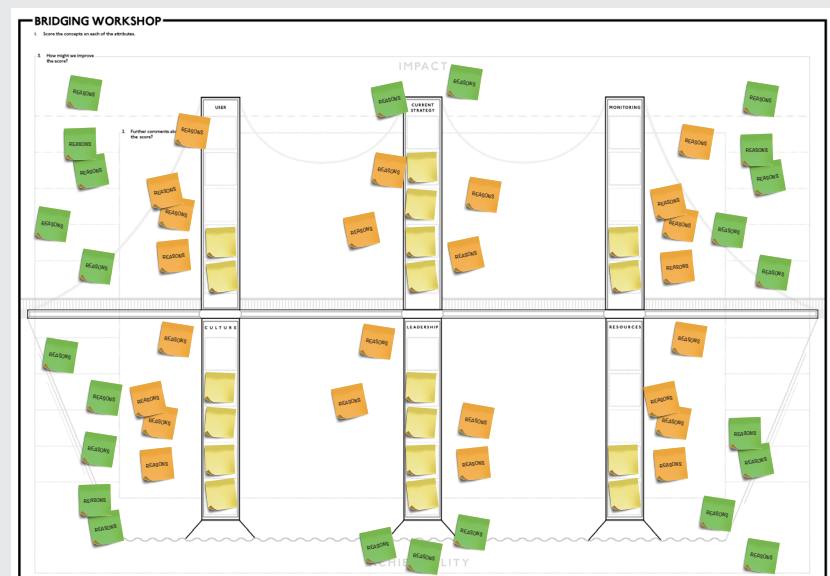 BRIDGING WORKSHOP
1. Score the concepts on each of the attributes.
3. How might we improve
the score?
IMPACT
REASONS
REASONS
REASONS
REASONS
REASONS
2. Further comments
the score?
REASONS
REASONS
REASONS
REASONS
USER
REASONS
REASONS
CURRENT
STRATEGY
REASONS
REASONS
REASONS
REASONS
MONITORING
REASONS
REASONS
REASONS
REASONS
REASONS
REASONS
REASONS
REASONS
REASONS
CULTURE
REASONS
REASONS
REASONS
REASONS
REASONS
REASONS
REASONS
REASONS
REASONS
LEADERSHIP
REASONS
REASONS
REASONS
REASONS
REASONS
REASONS
REASONS
RESOURCES
REASONS
REASONS
REASONS
REASONS
REASONS
REASONS
REASONS
REASONS